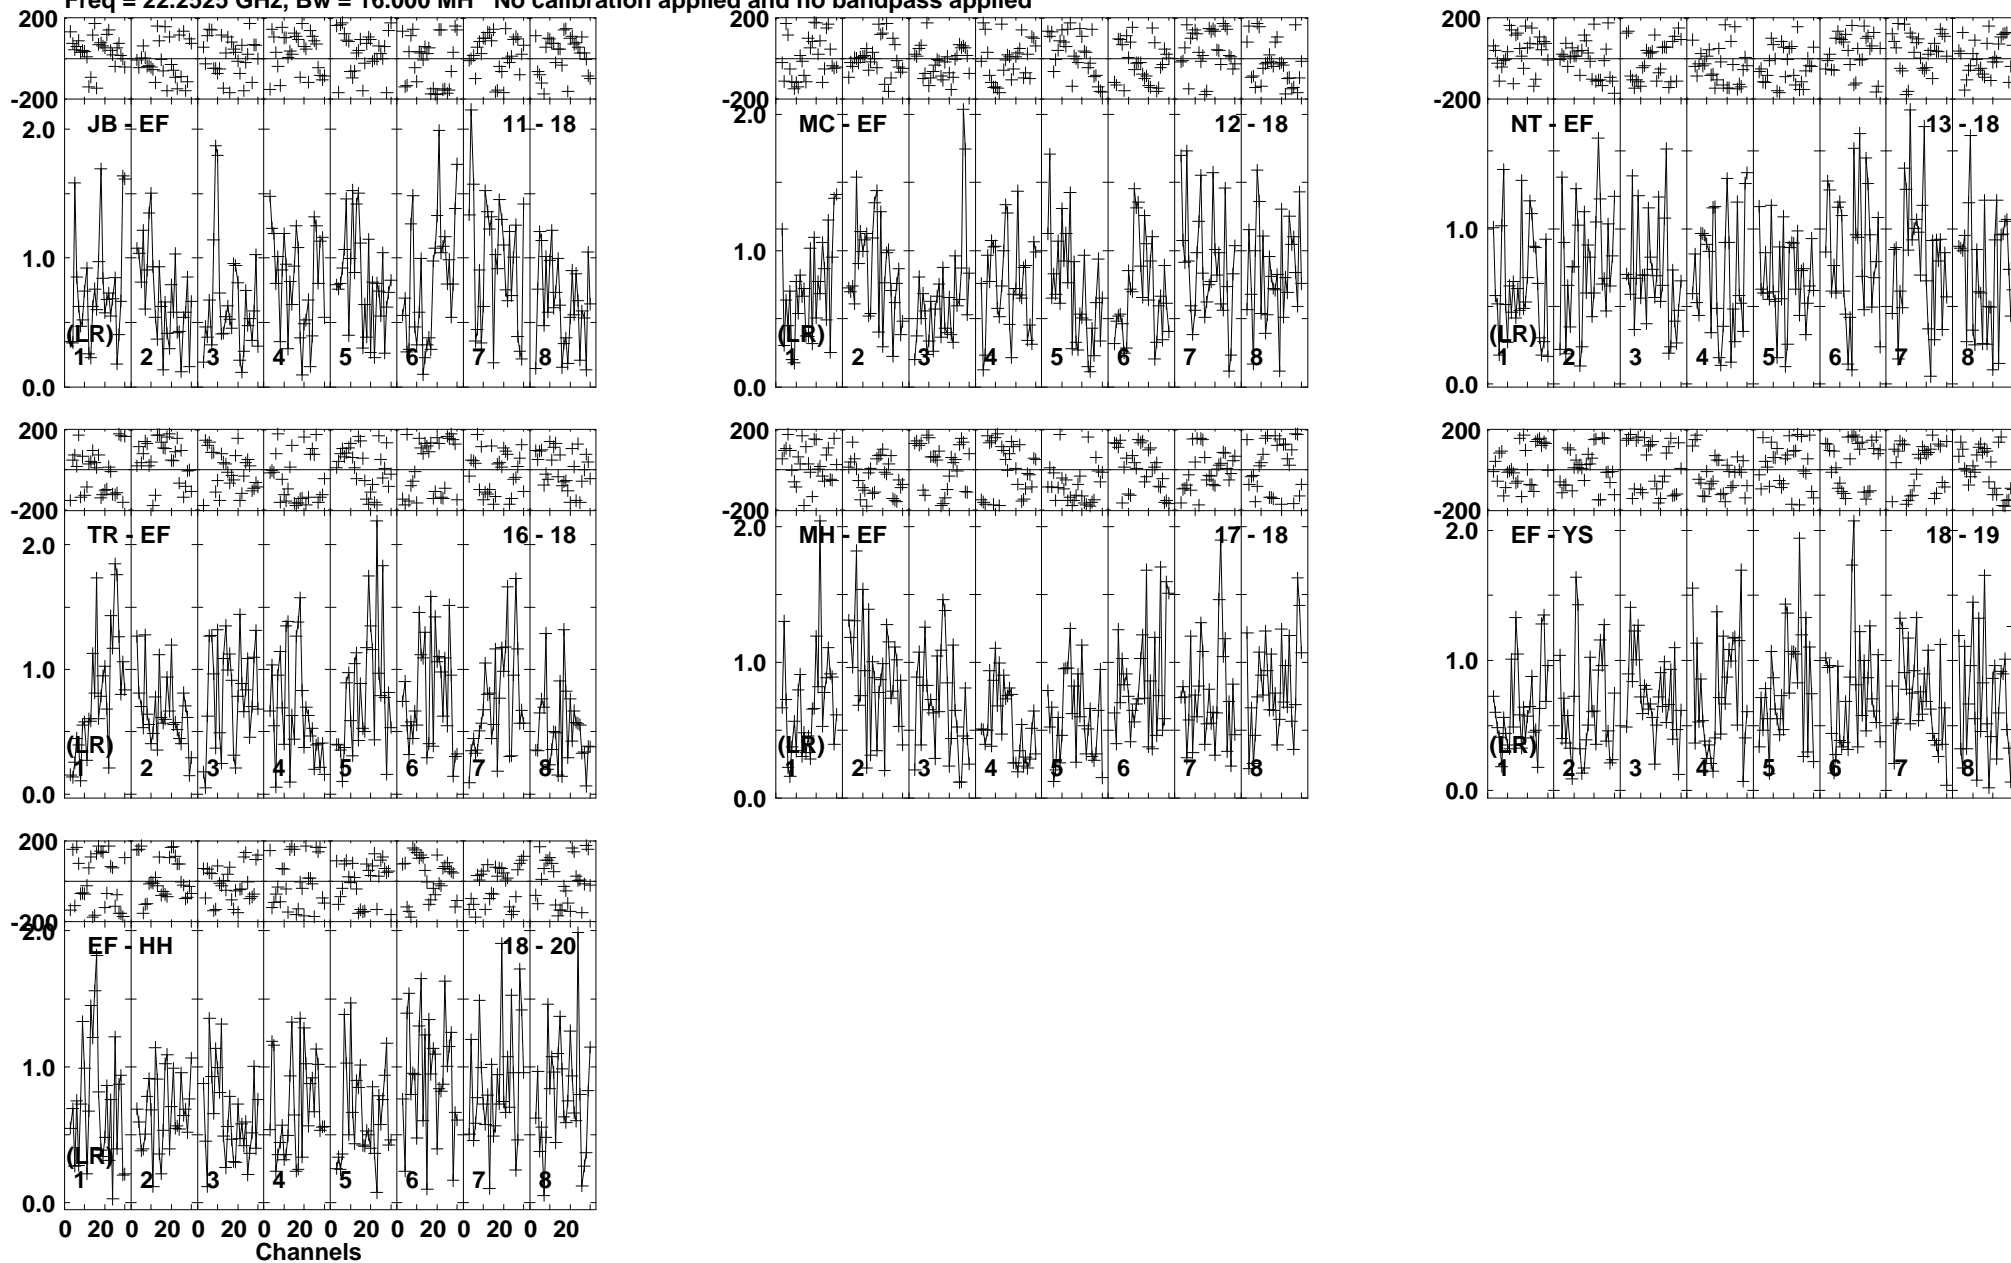 Freq = 22.2525 GHz, Bw = 16.000 MH No calibration applied and no bandpass applied
200
-200
2.0
1.0
0.0
JB - EF 11 - 18
(LR)
1 2 3 4 5 6 7 8
200
-200
2.0
1.0
0.0
MC - EF 12 - 18
(LR)
1 2 3 4 5 6 7 8
200
-200
1.0
0.0
NT - EF 13 - 18
(LR)
1 2 3 4 5 6 7 8
200
-200
2.0
1.0
0.0
TR - EF 16 - 18
(LR)
1 2 3 4 5 6 7 8
200
-200
2.0
1.0
0.0
MH - EF 17 - 18
(LR)
1 2 3 4 5 6 7 8
200
-200
2.0
1.0
0.0
EF - YS 18 - 19
(LR)
1 2 3 4 5 6 7 8
200
-200
2.0
1.0
0.0
EF - HH 18 - 20
(LR)
1 2 3 4 5 6 7 8
0 20 0 20 0 20 0 20 0 20 0 20 0 20 0 20
Channels